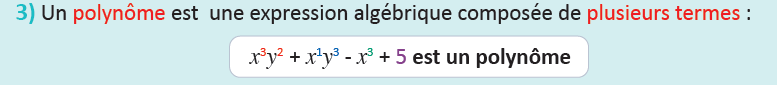 3) Un polynôme est une expression algébrique composée de plusieurs termes :
x³y² + x¹y³ - x³ + 5 est un polynôme